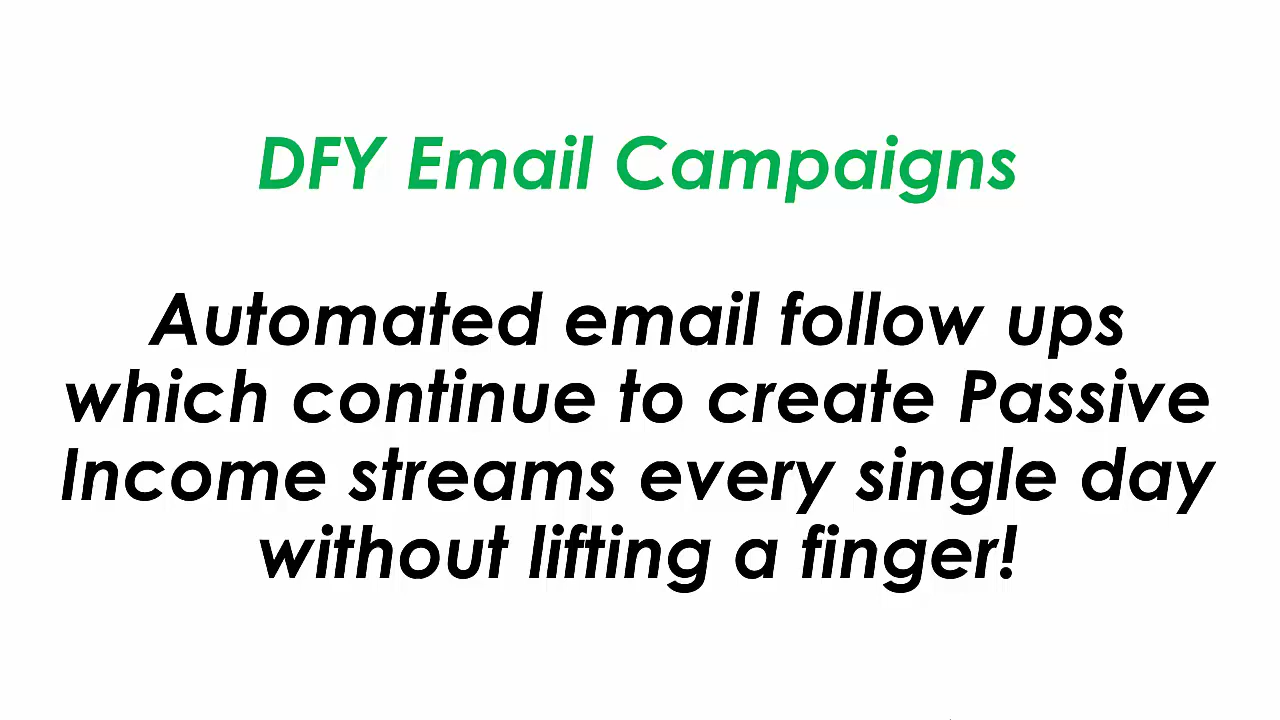 DFY Email Campaigns
Automated email follow ups
which continue to create Passive
Income streams every single day
without lifting a finger!